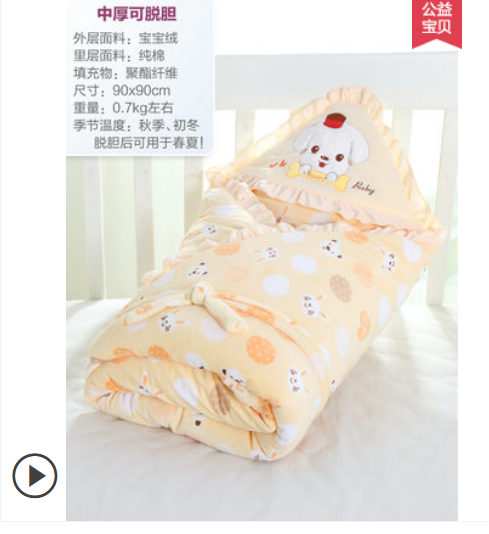 中厚可脱胆
外层面料：宝宝绒
里层面料：纯棉
填充物：聚酯纤维
尺寸：90x90cm
重量：0.7kg左右
季节温度：秋季、初冬
脱胆后可用于春夏！
公益
宝贝
Baby